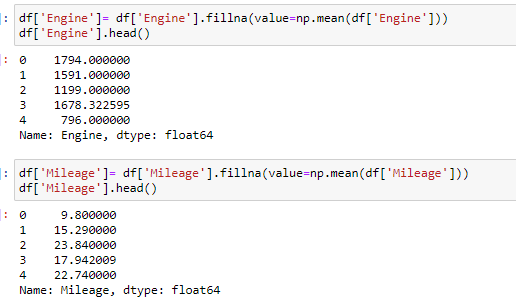 ]: df['Engine']= df['Engine'].fillna(value=np.mean(df['Engine']))
df['Engine'].head()
]: 0    1794.000000
1    1591.000000
2    1199.000000
3    1678.322595
4     796.000000
Name: Engine, dtype: float64
]: df['Mileage']= df['Mileage'].fillna(value=np.mean(df['Mileage']))
df['Mileage'].head()
]: 0     9.800000
1    15.290000
2    23.840000
3    17.942009
4    22.740000
Name: Mileage, dtype: float64